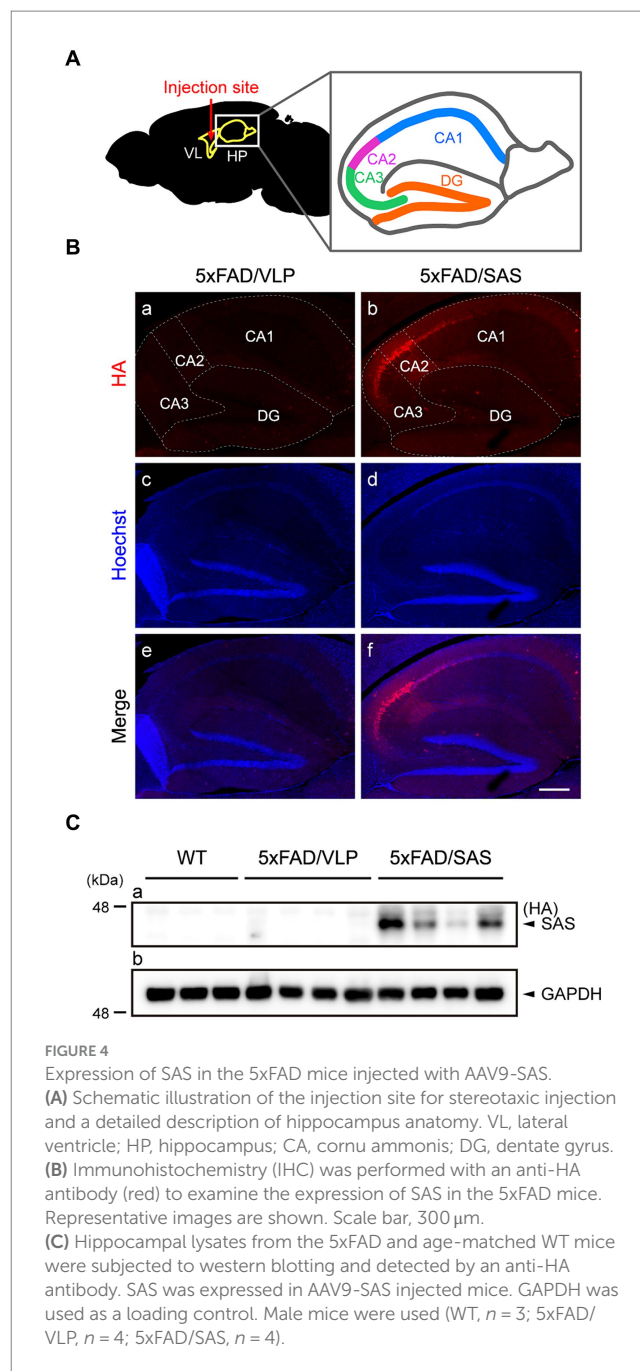 A
Injection site
VL
HP
CA1
CA2
CA3
DG
B
5xFAD/VLP
5xFAD/SAS
HA
a
CA1
CA2
CA3
DG
b
CA1
CA2
CA3
DG
Hoechst
c
d
Merge
e
f
C
WT
5xFAD/VLP
5xFAD/SAS
(kDa)
a
48
(HA)
SAS
b
GAPDH
48
FIGURE 4
Expression of SAS in the 5xFAD mice injected with AAV9-SAS.
(A) Schematic illustration of the injection site for stereotaxic injection
and a detailed description of hippocampus anatomy. VL, lateral
ventricle; HP, hippocampus; CA, cornu ammonis; DG, dentate gyrus.
(B) Immunohistochemistry (IHC) was performed with an anti-HA
antibody (red) to examine the expression of SAS in the 5xFAD mice.
Representative images are shown. Scale bar, 300 μm.
(C) Hippocampal lysates from the 5xFAD and age-matched WT mice
were subjected to western blotting and detected by an anti-HA
antibody. SAS was expressed in AAV9-SAS injected mice. GAPDH was
used as a loading control. Male mice were used (WT, n = 3; 5xFAD/
VLP, n = 4; 5xFAD/SAS, n = 4).